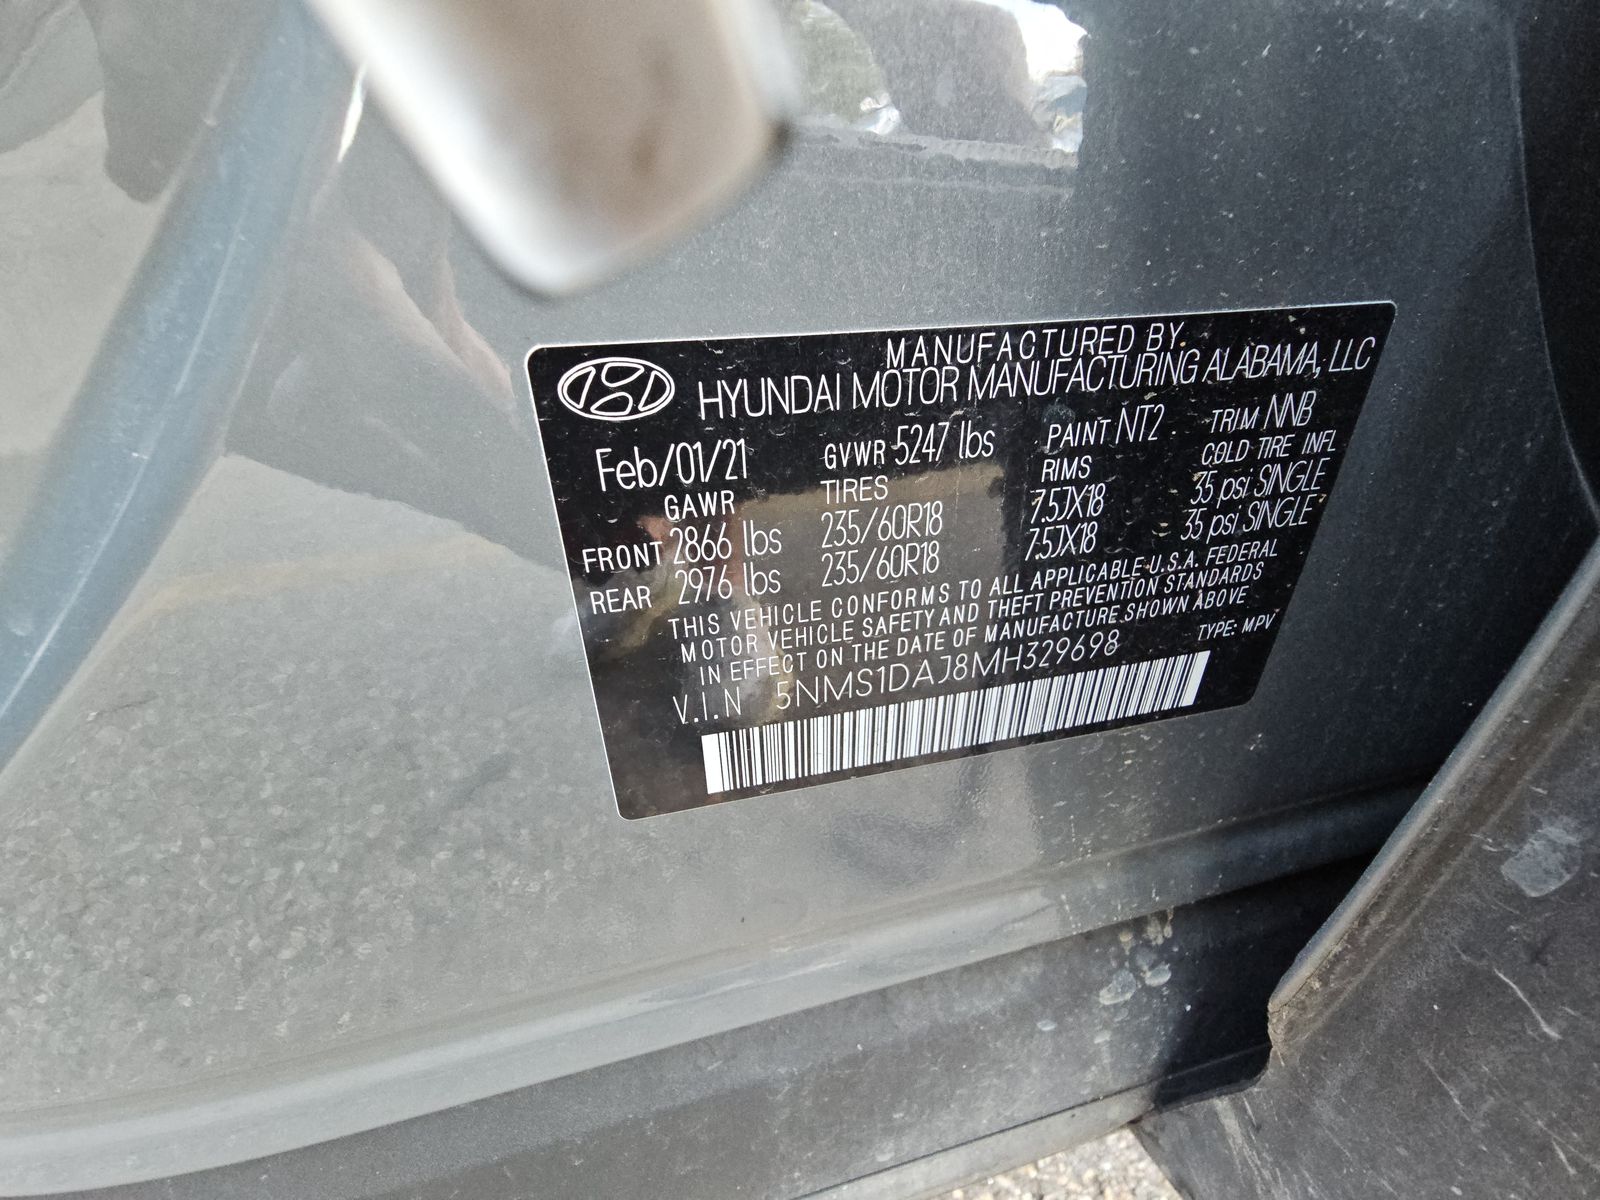 MANUFACTURED BY
HYUNDAI MOTOR MANUFACTURING ALABAMA, LLC
Feb/01/21 GVWR 5247 lbs PAINT NT2 TRIM NNB
GAWR TIRES RIMS COLD TIRE INFL
FRONT 2866 lbs 235/60R18 7.5JX18 35 psi SINGLE
REAR 2976 lbs 235/60R18 7.5JX18 35 psi SINGLE
THIS VEHICLE CONFORMS TO ALL APPLICABLE U.S.A. FEDERAL
MOTOR VEHICLE SAFETY AND THEFT PREVENTION STANDARDS
IN EFFECT ON THE DATE OF MANUFACTURE SHOWN ABOVE
V.I.N 5NMS1DAJ8MH329698 TYPE: MPV